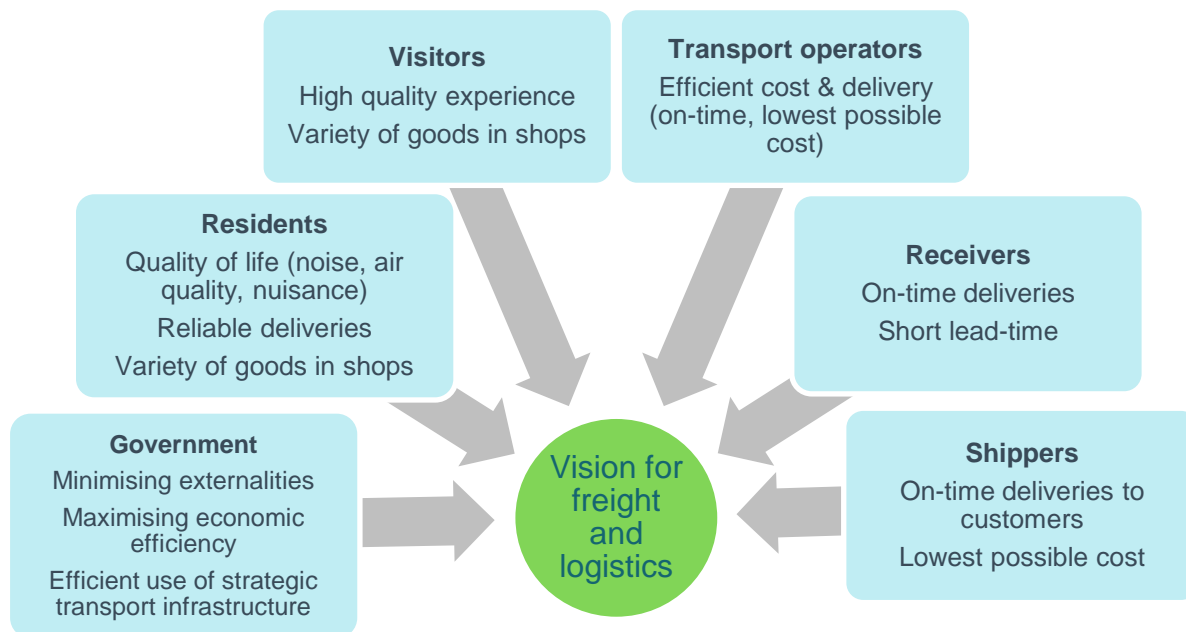 Visitors
High quality experience
Variety of goods in shops
Transport operators
Efficient cost & delivery
(on-time, lowest possible
cost)
Residents
Quality of life (noise, air
quality, nuisance)
Reliable deliveries
Variety of goods in shops
Receivers
On-time deliveries
Short lead-time
Government
Minimising externalities
Maximising economic
efficiency
Efficient use of strategic
transport infrastructure
Vision for
freight
and
logistics
Shippers
On-time deliveries to
customers
Lowest possible cost